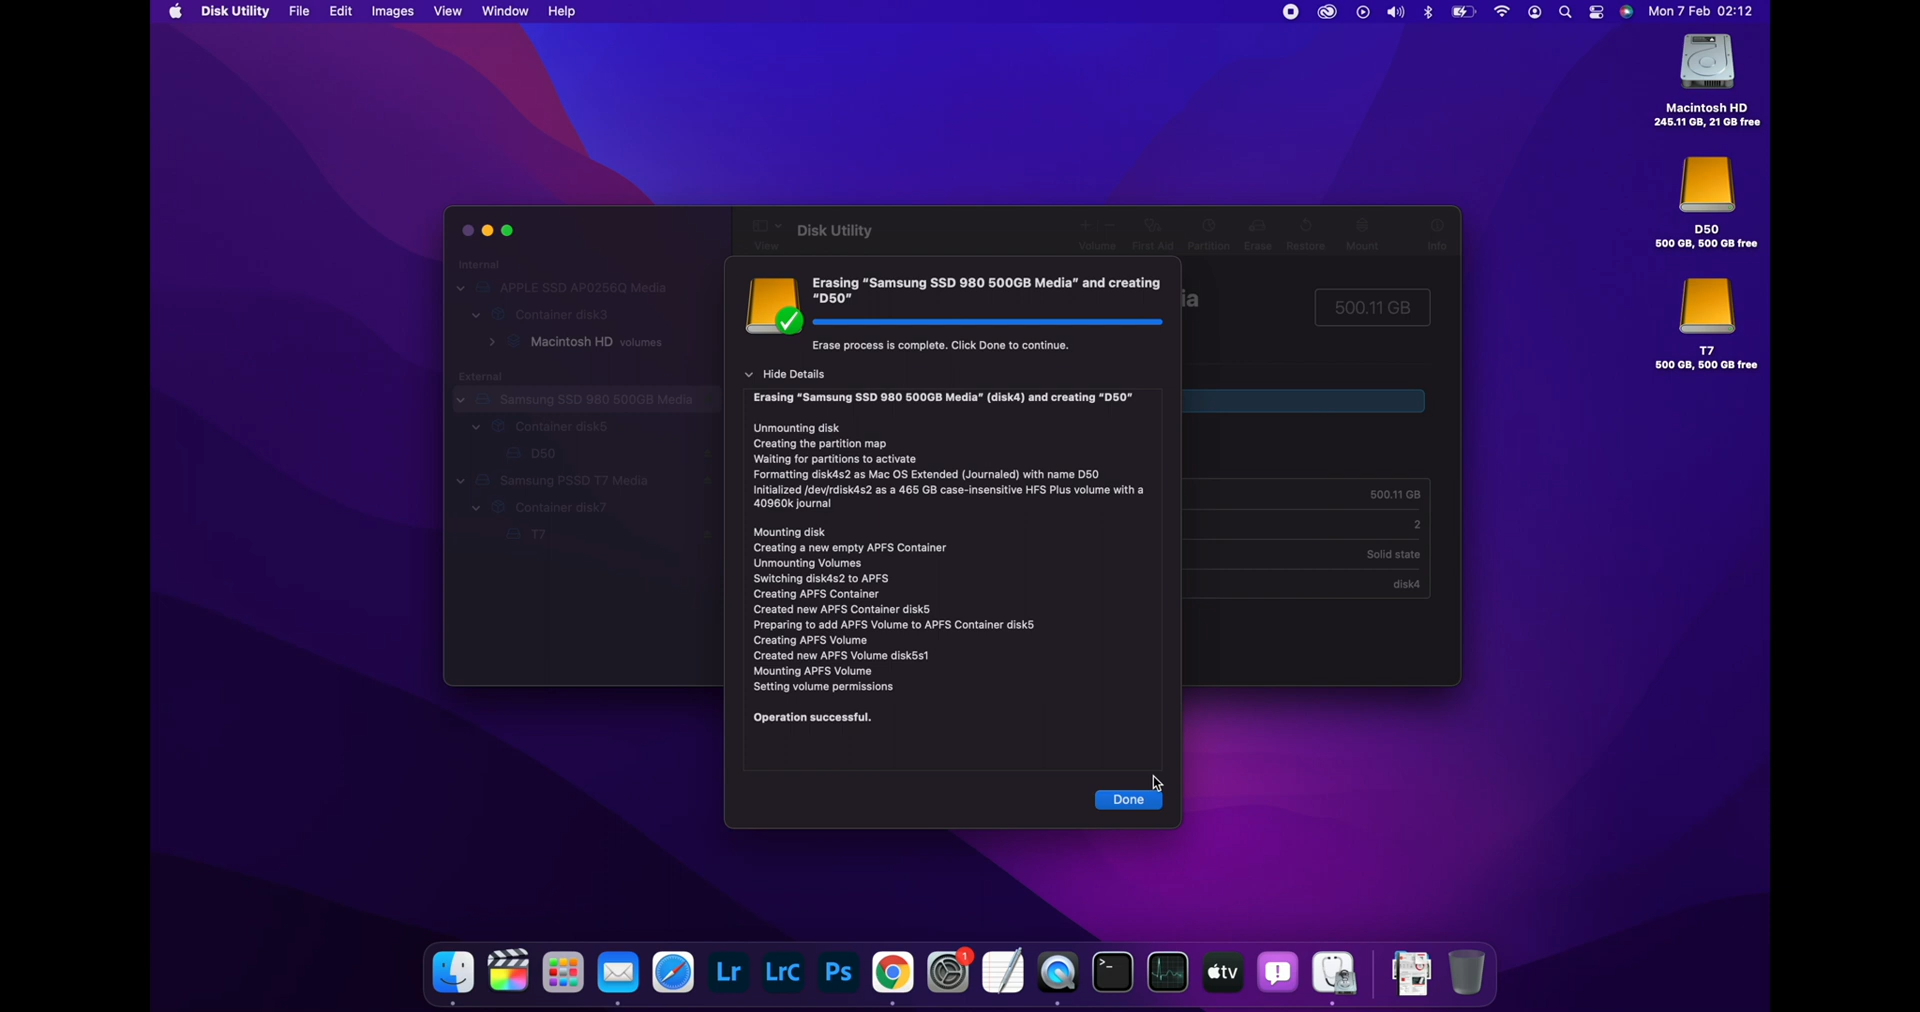 Disk Utility File Edit Images View Window Help
Mon 7 Feb 02:12
Macintosh HD
245.11 GB, 21 GB free
D50
500 GB, 500 GB free
T7
500 GB, 500 GB free
Disk Utility
View
Volume First Aid Partition Erase Restore Mount Info
Internal
APPLE SSD AP0256Q Media
Container disk3
Macintosh HD volumes
External
Samsung SSD 980 500GB Media
Container disk5
D50
Samsung PSSD T7 Media
Container disk7
T7
ia
500.11 GB
500.11 GB
2
Solid state
disk4
Erasing “Samsung SSD 980 500GB Media” and creating
“D50”
Erase process is complete. Click Done to continue.
Hide Details
Erasing “Samsung SSD 980 500GB Media” (disk4) and creating “D50”
Unmounting disk
Creating the partition map
Waiting for partitions to activate
Formatting disk4s2 as Mac OS Extended (Journaled) with name D50
Initialized /dev/rdisk4s2 as a 465 GB case-insensitive HFS Plus volume with a
40960k journal
Mounting disk
Creating a new empty APFS Container
Unmounting Volumes
Switching disk4s2 to APFS
Creating APFS Container
Created new APFS Container disk5
Preparing to add APFS Volume to APFS Container disk5
Creating APFS Volume
Created new APFS Volume disk5s1
Mounting APFS Volume
Setting volume permissions
Operation successful.
Done
Lr LrC Ps 1 >_ tv !